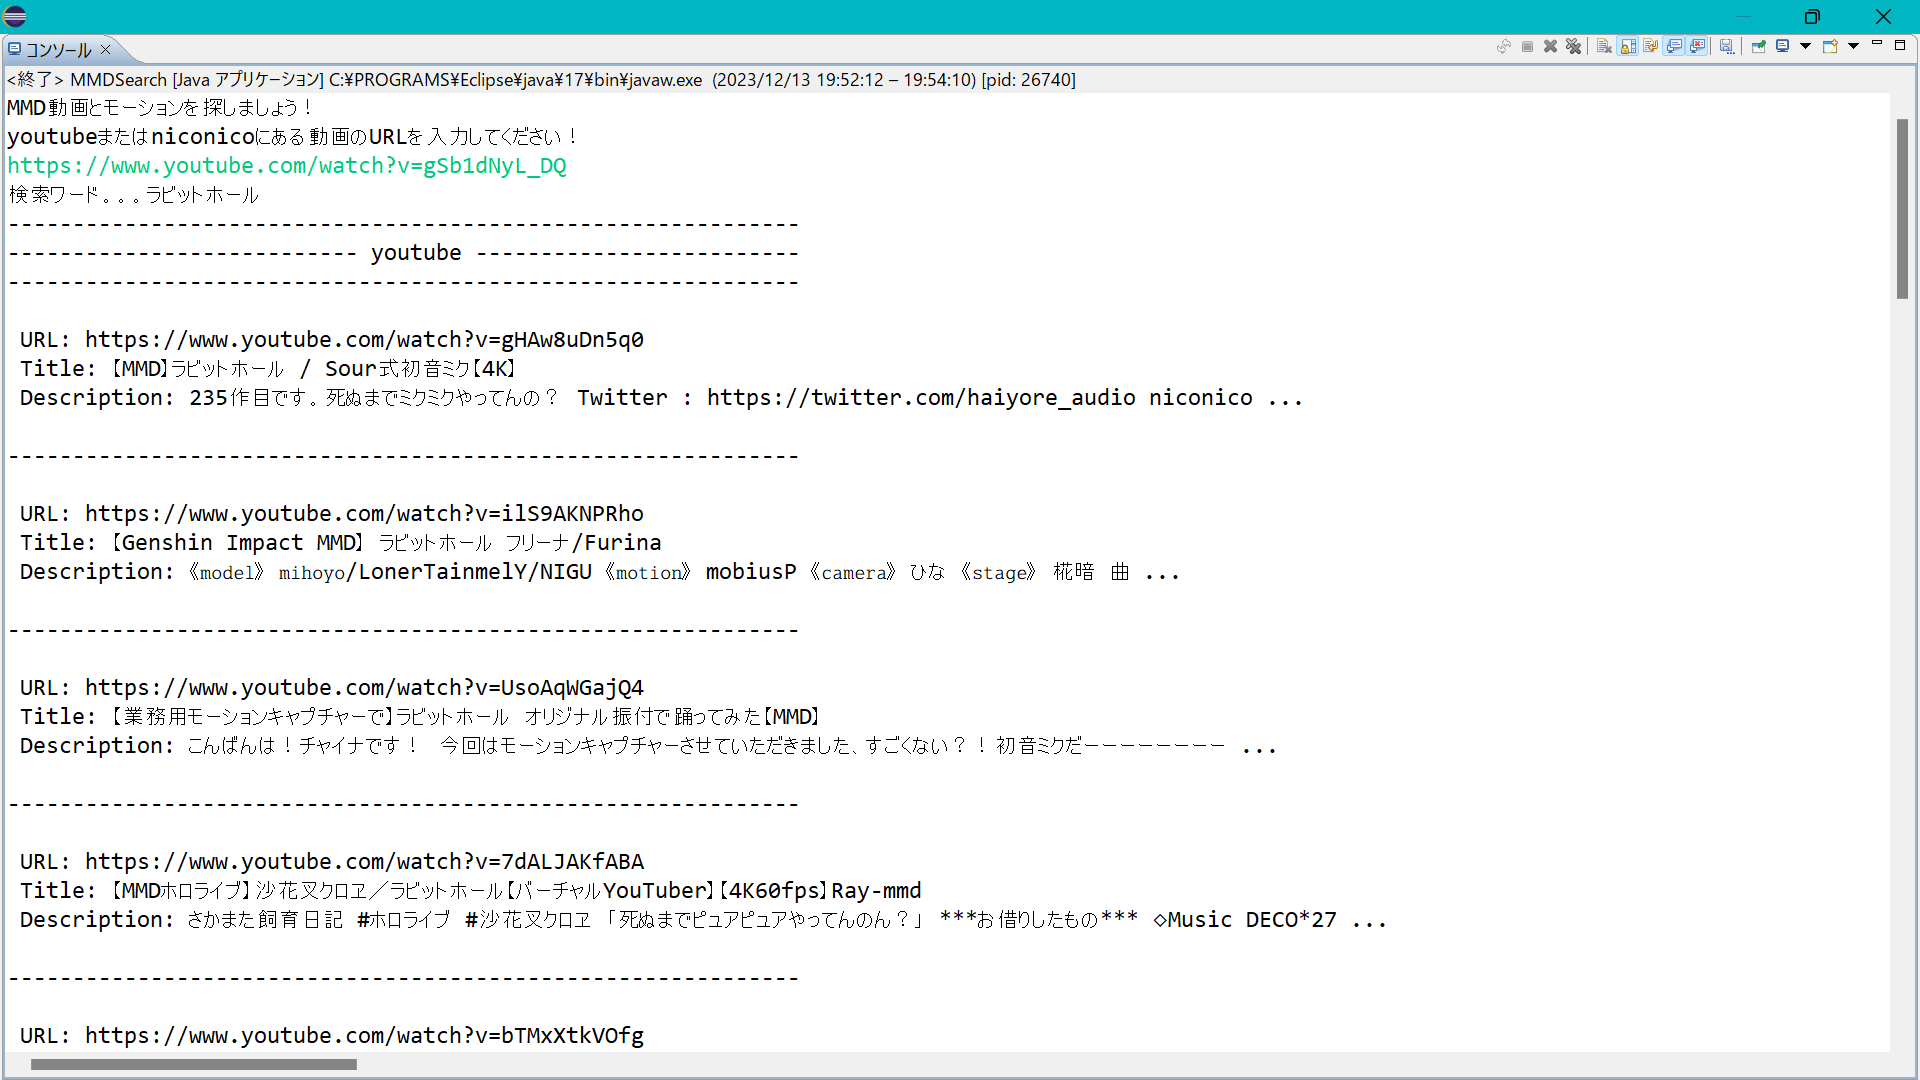 コンソール ×
<終了> MMDSearch [Java アプリケーション] C:¥PROGRAMS¥Eclipse¥java¥17¥bin¥javaw.exe  (2023/12/13 19:52:12 – 19:54:10) [pid: 26740]
MMD動画とモーションを探しましょう！
youtubeまたはniconicoにある動画のURLを入力してください！
https://www.youtube.com/watch?v=gSb1dNyL_DQ
検索ワード。。。ラビットホール
-------------------------------------------------------------
--------------------------- youtube -------------------------
-------------------------------------------------------------
URL: https://www.youtube.com/watch?v=gHAw8uDn5q0
Title: 【MMD】ラビットホール / Sour式初音ミク【4K】
Description: 235作目です。死ぬまでミクミクやってんの？ Twitter : https://twitter.com/haiyore_audio niconico ...
-------------------------------------------------------------
URL: https://www.youtube.com/watch?v=ilS9AKNPRho
Title: 【Genshin Impact MMD】 ラビットホール フリーナ/Furina
Description: 《model》 mihoyo/LonerTainmelY/NIGU 《motion》 mobiusP 《camera》 ひな 《stage》 椛暗 曲 ...
-------------------------------------------------------------
URL: https://www.youtube.com/watch?v=UsoAqWGajQ4
Title: 【業務用モーションキャプチャーで】ラビットホール オリジナル振付で踊ってみた【MMD】
Description: こんばんは！チャイナです！ 今回はモーションキャプチャーさせていただきました、すごくない？！初音ミクだーーーーーーーー ...
-------------------------------------------------------------
URL: https://www.youtube.com/watch?v=7dALJAKfABA
Title: 【MMDホロライブ】沙花叉クロヱ／ラビットホール【バーチャルYouTuber】【4K60fps】Ray-mmd
Description: さかまた飼育日記 #ホロライブ #沙花叉クロヱ 「死ぬまでピュアピュアやってんのん？」 ***お借りしたもの*** ◇Music DECO*27 ...
-------------------------------------------------------------
URL: https://www.youtube.com/watch?v=bTMxXtkVOfg